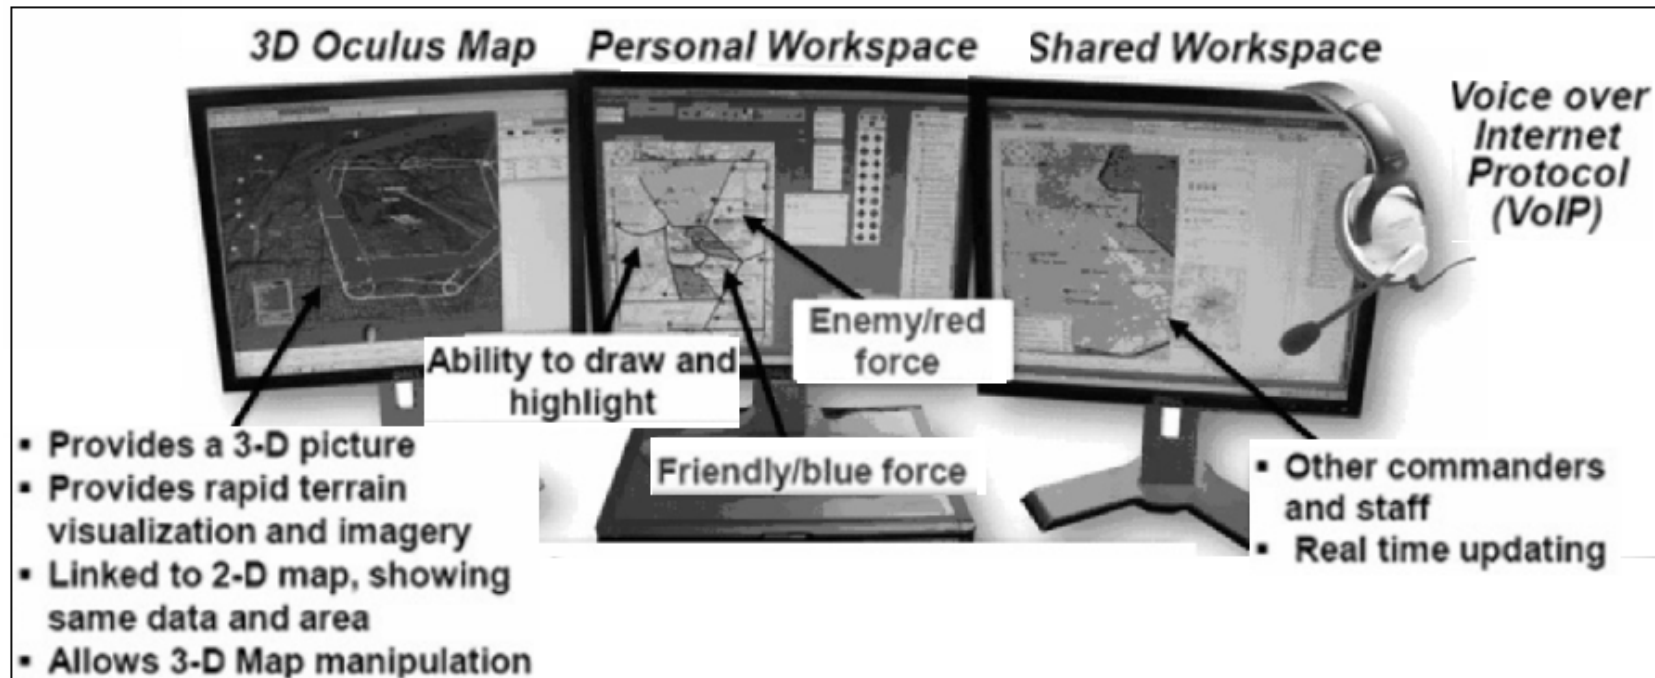 3D Oculus Map
Personal Workspace
Shared Workspace
Voice over
Internet
Protocol
(VoIP)
Enemy/red
force
Ability to draw and
highlight
Friendly/blue force
▪ Provides a 3-D picture
▪ Provides rapid terrain
visualization and imagery
▪ Linked to 2-D map, showing
same data and area
▪ Allows 3-D Map manipulation
▪ Other commanders
and staff
▪ Real time updating